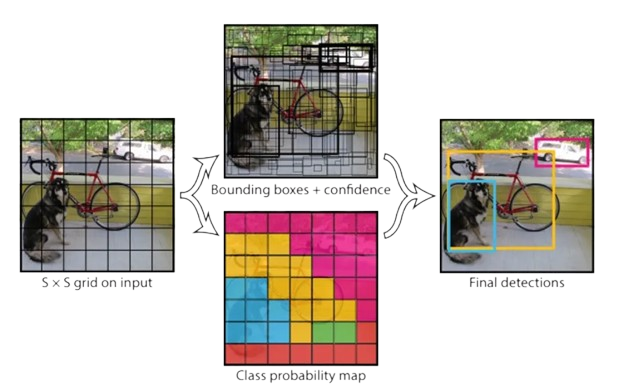 Bounding boxes + confidence
S × S grid on input
Final detections
Class probability map